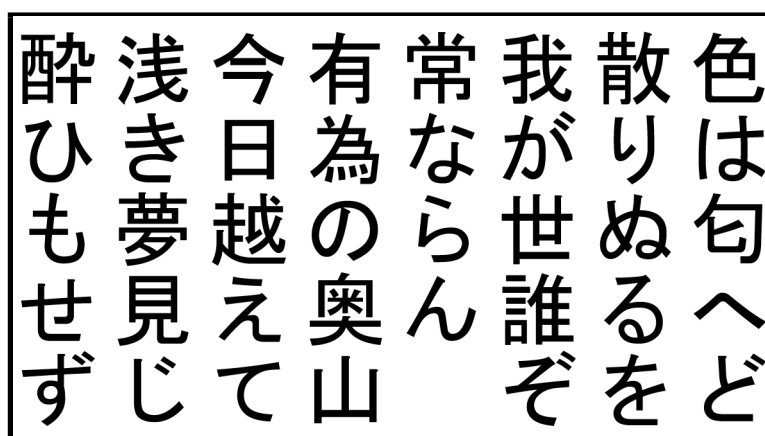 色は匂へど
散りぬるを
我が世誰ぞ
常ならん
有為の奥山
今日越えて
浅き夢見じ
酔ひもせず